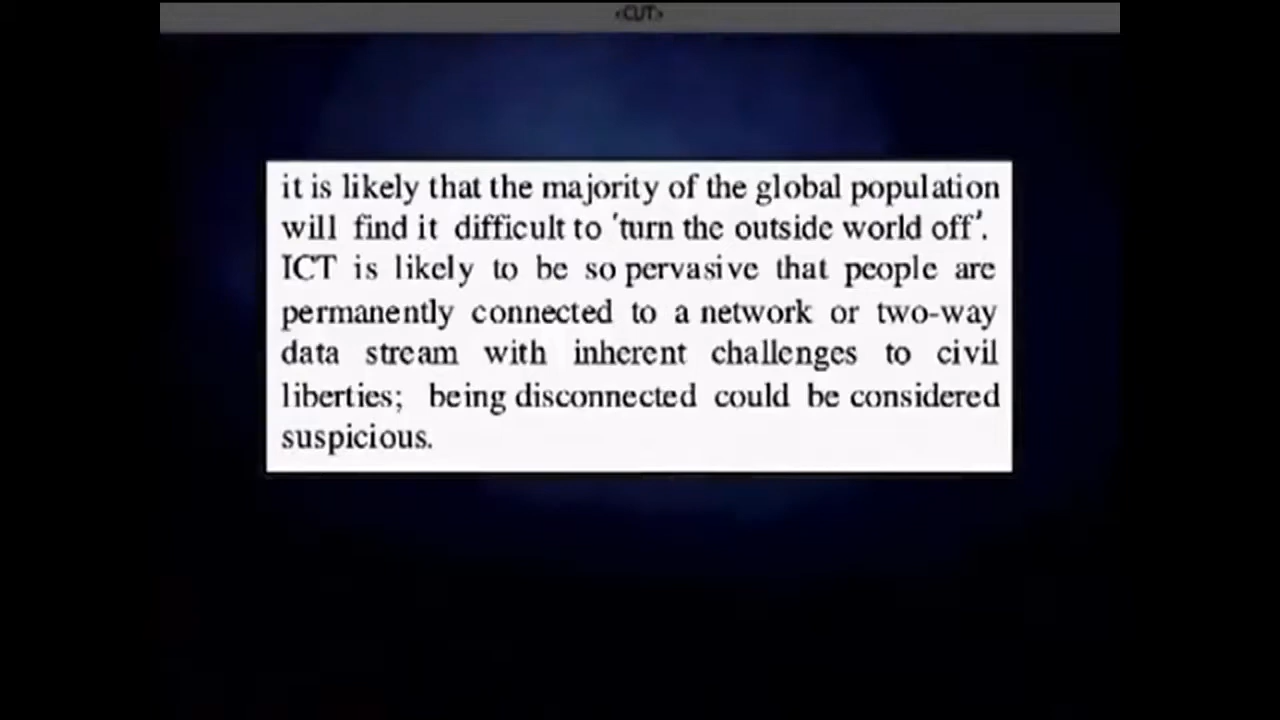 <CUT>
it is likely that the majority of the global population
will find it difficult to 'turn the outside world off'.
ICT is likely to be so pervasive that people are
permanently connected to a network or two-way
data stream with inherent challenges to civil
liberties; being disconnected could be considered
suspicious.